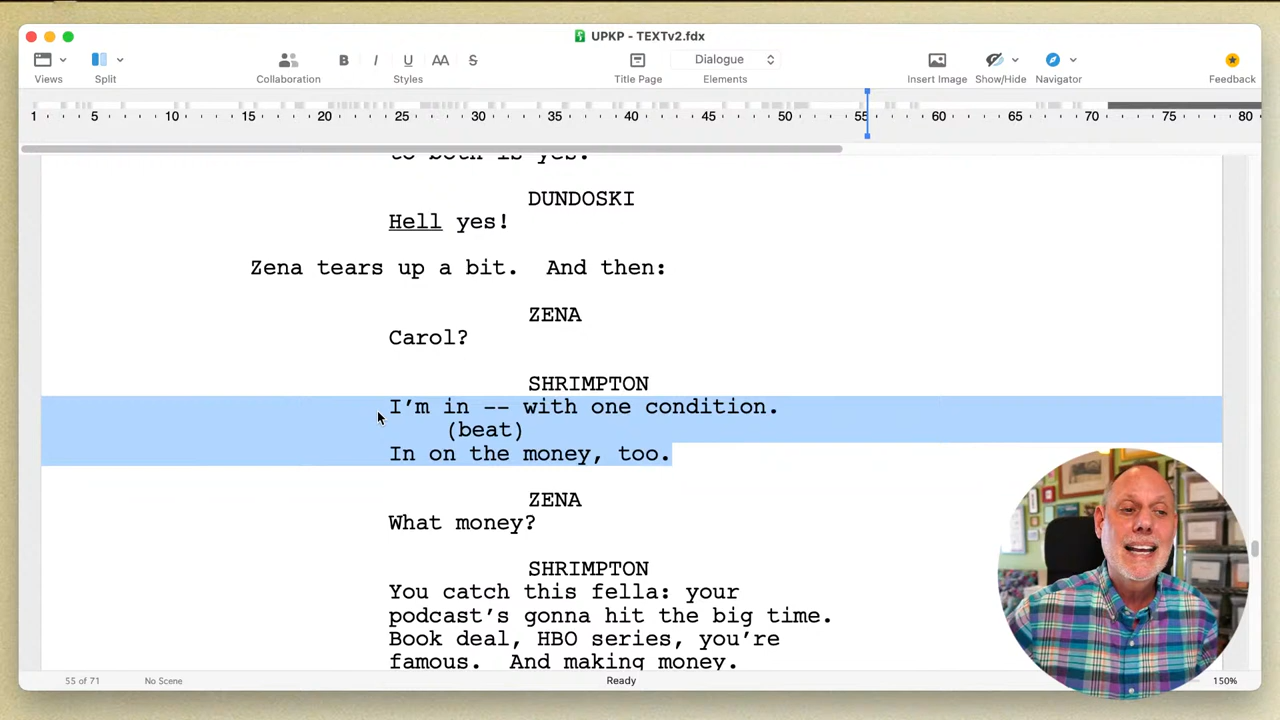 UPKP - TEXTv2.fdx
B I U AA S Dialogue
Views Split Collaboration Styles Title Page Elements Insert Image Show/Hide Navigator Feedback
1 5 10 15 20 25 30 35 40 45 50 55 60 65 70 75 80
to both is yes.
DUNDOSKI
Hell yes!
Zena tears up a bit.  And then:
ZENA
Carol?
SHRIMPTON
I’m in -- with one condition.
(beat)
In on the money, too.
ZENA
What money?
SHRIMPTON
You catch this fella: your
podcast’s gonna hit the big time.
Book deal, HBO series, you’re
famous.  And making money.
55 of 71 No Scene Ready 150%